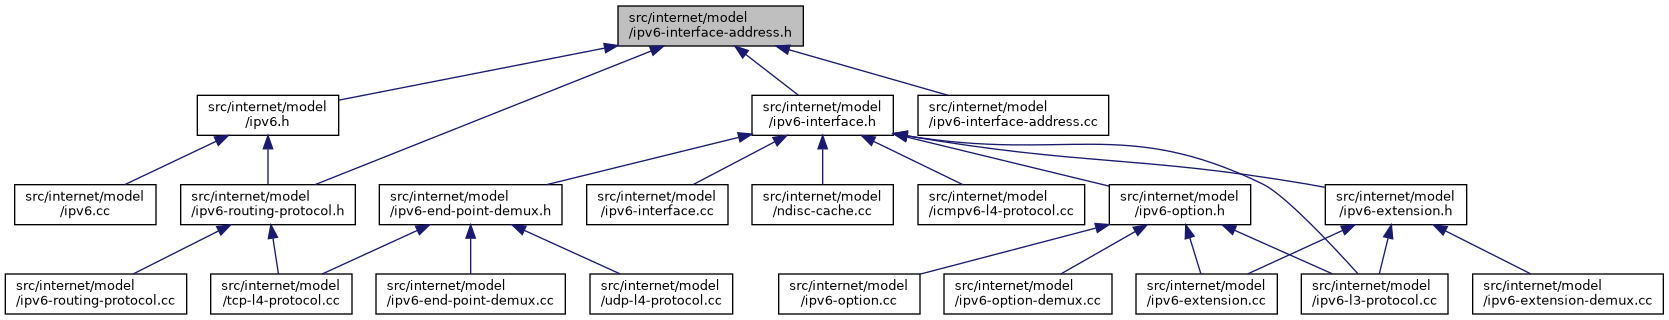 src/internet/model
/ipv6-interface-address.h
src/internet/model
/ipv6.h
src/internet/model
/ipv6-interface.h
src/internet/model
/ipv6-interface-address.cc
src/internet/model
/ipv6.cc
src/internet/model
/ipv6-routing-protocol.h
src/internet/model
/ipv6-end-point-demux.h
src/internet/model
/ipv6-interface.cc
src/internet/model
/ndisc-cache.cc
src/internet/model
/icmpv6-l4-protocol.cc
src/internet/model
/ipv6-option.h
src/internet/model
/ipv6-extension.h
src/internet/model
/ipv6-routing-protocol.cc
src/internet/model
/tcp-l4-protocol.cc
src/internet/model
/ipv6-end-point-demux.cc
src/internet/model
/udp-l4-protocol.cc
src/internet/model
/ipv6-option.cc
src/internet/model
/ipv6-option-demux.cc
src/internet/model
/ipv6-extension.cc
src/internet/model
/ipv6-l3-protocol.cc
src/internet/model
/ipv6-extension-demux.cc